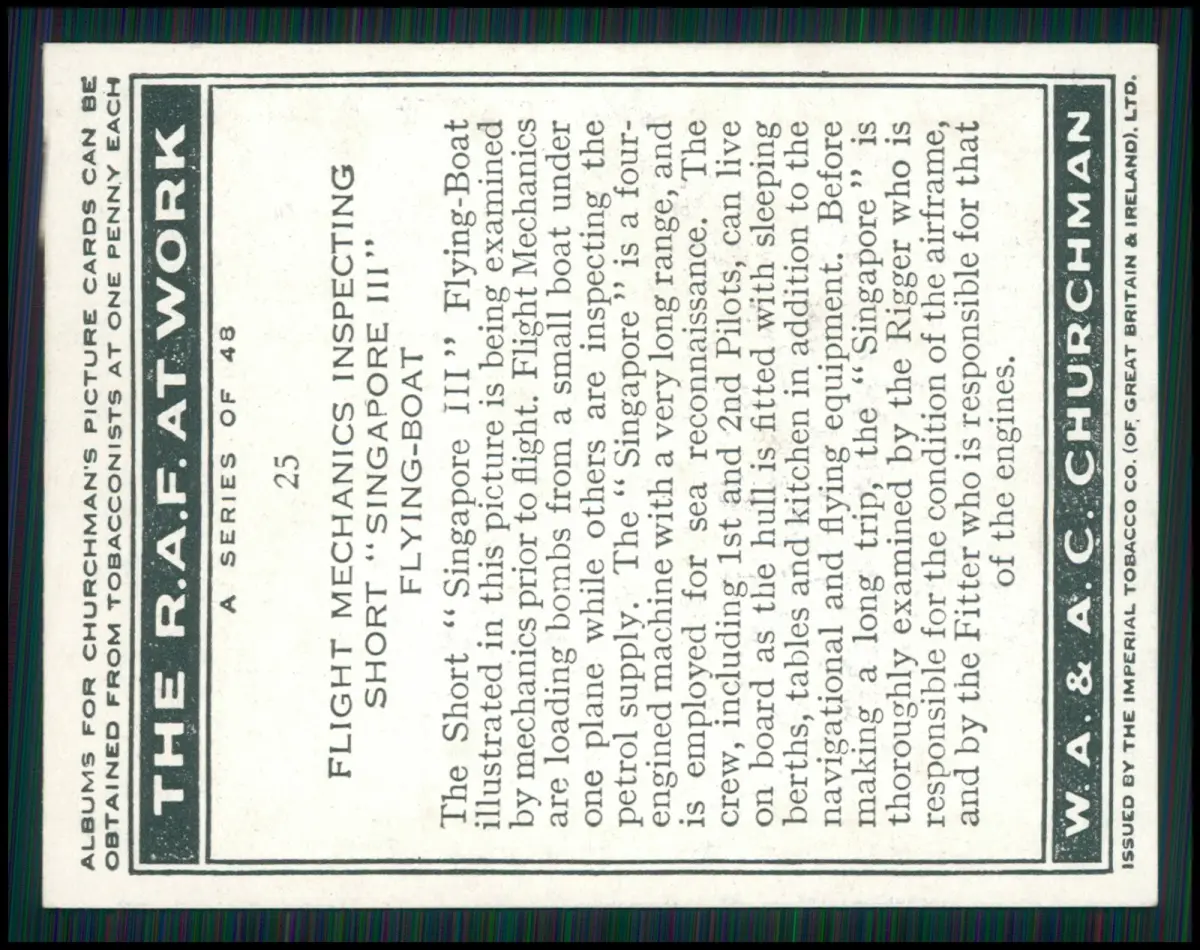 ALBUMS FOR CHURCHMAN'S PICTURE CARDS CAN BE
OBTAINED FROM TOBACCONISTS AT ONE PENNY EACH
THE R.A.F. AT WORK
A SERIES OF 48
25
FLIGHT MECHANICS INSPECTING
SHORT "SINGAPORE III"
FLYING-BOAT
The Short "Singapore III" Flying-Boat
illustrated in this picture is being examined
by mechanics prior to flight. Flight Mechanics
are loading bombs from a small boat under
one plane while others are inspecting the
petrol supply. The "Singapore" is a four-
engined machine with a very long range, and
is employed for sea reconnaissance. The
crew, including 1st and 2nd Pilots, can live
on board as the hull is fitted with sleeping
berths, tables and kitchen in addition to the
navigational and flying equipment. Before
making a long trip, the "Singapore" is
thoroughly examined by the Rigger who is
responsible for the condition of the airframe,
and by the Fitter who is responsible for that
of the engines.
W. A. & A. C. CHURCHMAN
ISSUED BY THE IMPERIAL TOBACCO CO. (OF GREAT BRITAIN & IRELAND), LTD.